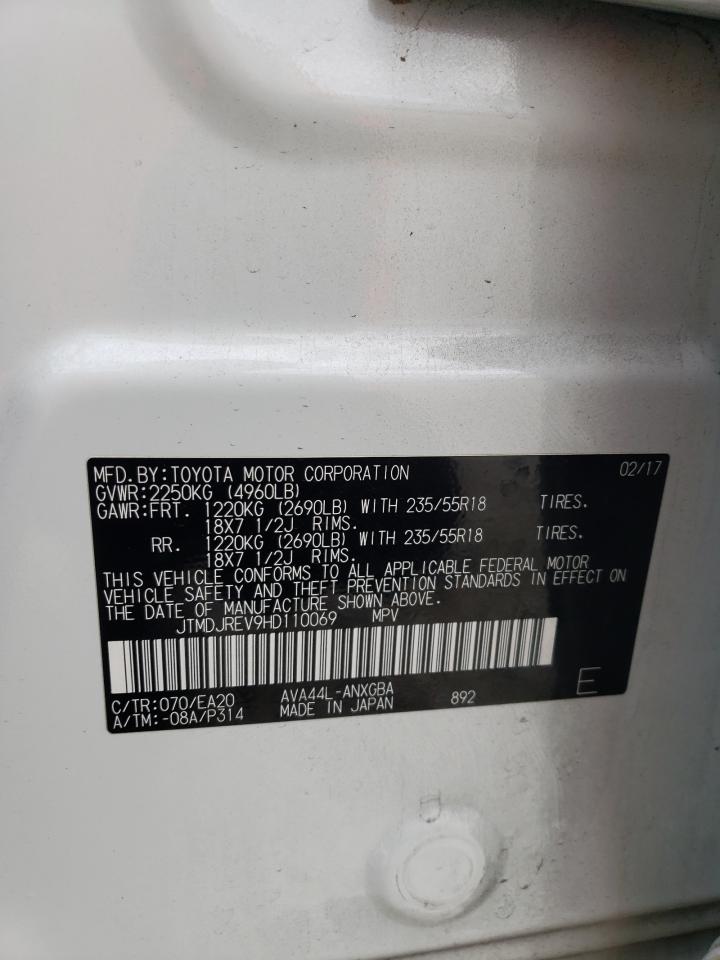 MFD.BY:TOYOTA MOTOR CORPORATION 02/17
GVWR:2250KG (4960LB)
GAWR:FRT. 1220KG (2690LB) WITH 235/55R18 TIRES.
18X7 1/2J RIMS.
RR. 1220KG (2690LB) WITH 235/55R18 TIRES.
18X7 1/2J RIMS.
THIS VEHICLE CONFORMS TO ALL APPLICABLE FEDERAL MOTOR
VEHICLE SAFETY AND THEFT PREVENTION STANDARDS IN EFFECT ON
THE DATE OF MANUFACTURE SHOWN ABOVE.
JTMDJREV9HD110069 MPV
C/TR:070/EA20 AVA44L-ANXGBA 892 E
A/TM:-08A/P314 MADE IN JAPAN